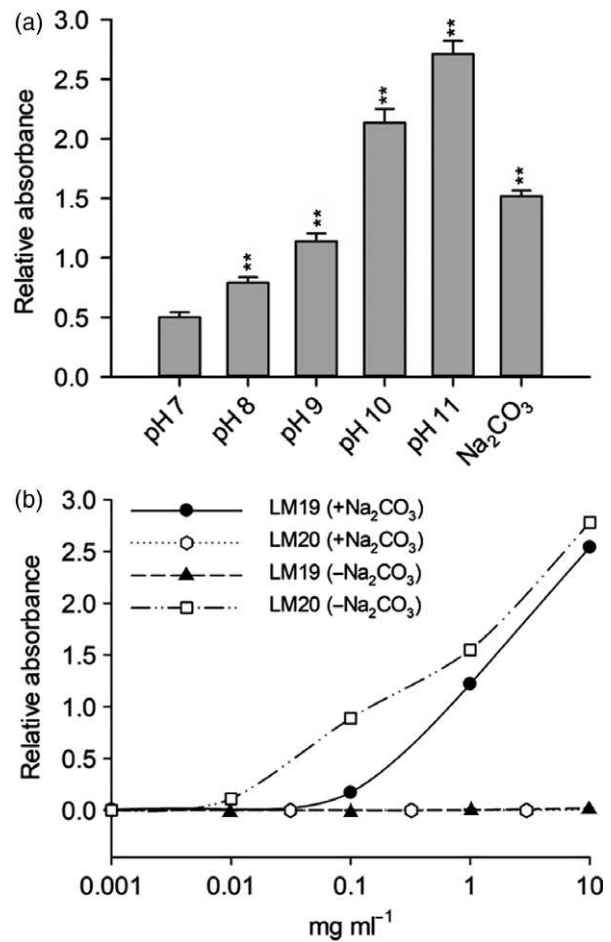 (a)
Relative absorbance
3.0
2.5
2.0
1.5
1.0
0.5
0.0
**
**
**
**
**
pH 7
pH 8
pH 9
pH 10
pH 11
Na₂CO₃
(b)
Relative absorbance
3.0
2.5
2.0
1.5
1.0
0.5
0.0
LM19 (+Na₂CO₃)
LM20 (+Na₂CO₃)
LM19 (–Na₂CO₃)
LM20 (–Na₂CO₃)
0.001
0.01
0.1
1
10
mg ml⁻¹